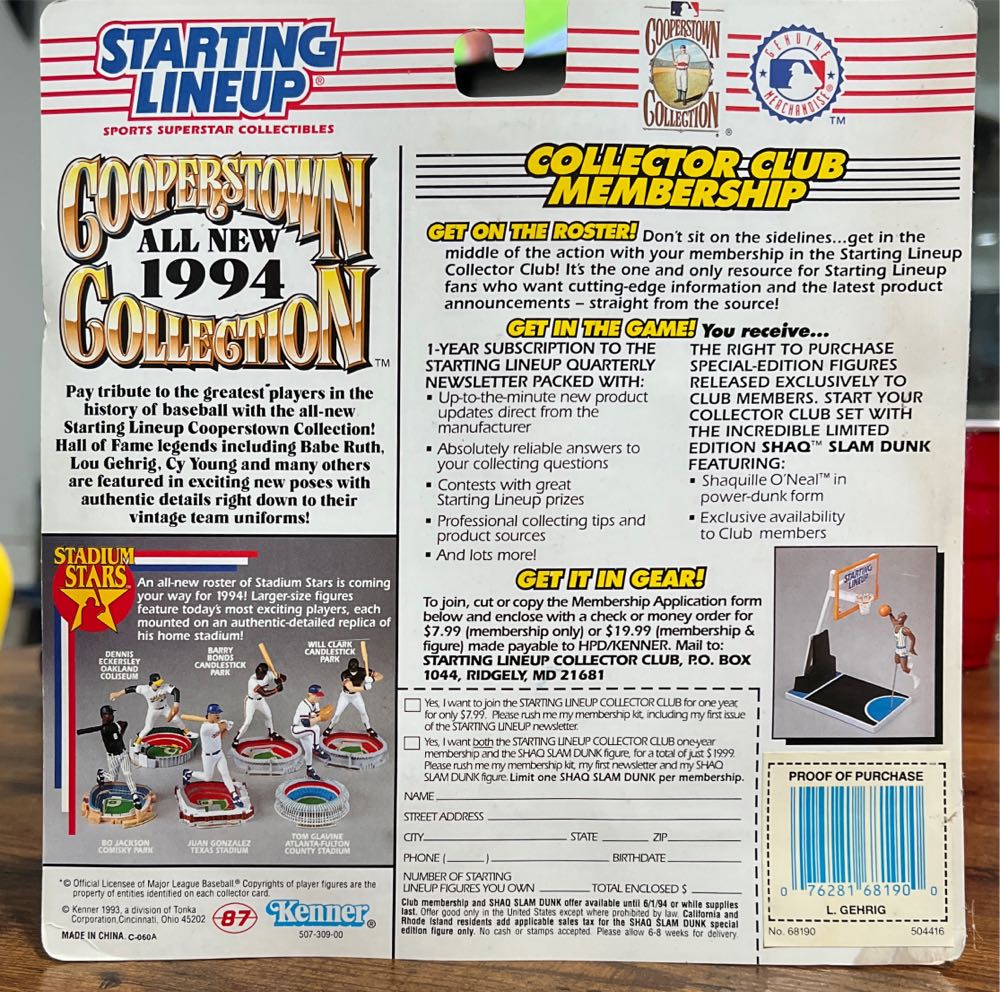 STARTING
LINEUP®
SPORTS SUPERSTAR COLLECTIBLES
COOPERSTOWN
COLLECTION
®
GENUINE
MERCHANDISE®
TM
COOPERSTOWN
ALL NEW
1994
COLLECTION
TM
Pay tribute to the greatest players in the
history of baseball with the all-new
Starting Lineup Cooperstown Collection!
Hall of Fame legends including Babe Ruth,
Lou Gehrig, Cy Young and many others
are featured in exciting new poses with
authentic details right down to their
vintage team uniforms!
STADIUM
STARS
An all-new roster of Stadium Stars is coming
your way for 1994! Larger-size figures
feature today's most exciting players, each
mounted on an authentic-detailed replica of
his home stadium!
DENNIS
ECKERSLEY
OAKLAND
COLISEUM
BARRY
BONDS
CANDLESTICK
PARK
WILL CLARK
CANDLESTICK
PARK
BO JACKSON
COMISKY PARK
JUAN GONZALEZ
TEXAS STADIUM
TOM GLAVINE
ATLANTA-FULTON
COUNTY STADIUM
*© Official Licensee of Major League Baseball® Copyrights of player figures are the
property of entities identified on each collector card.
© Kenner 1993, a division of Tonka
Corporation, Cincinnati, Ohio 45202
87
Kenner®
MADE IN CHINA. C-060A
507-309-00
COLLECTOR CLUB
MEMBERSHIP
GET ON THE ROSTER! Don't sit on the sidelines...get in the
middle of the action with your membership in the Starting Lineup
Collector Club! It's the one and only resource for Starting Lineup
fans who want cutting-edge information and the latest product
announcements – straight from the source!
GET IN THE GAME! You receive...
1-YEAR SUBSCRIPTION TO THE
STARTING LINEUP QUARTERLY
NEWSLETTER PACKED WITH:
▪ Up-to-the-minute new product
updates direct from the
manufacturer
▪ Absolutely reliable answers to
your collecting questions
▪ Contests with great
Starting Lineup prizes
▪ Professional collecting tips and
product sources
▪ And lots more!
THE RIGHT TO PURCHASE
SPECIAL-EDITION FIGURES
RELEASED EXCLUSIVELY TO
CLUB MEMBERS. START YOUR
COLLECTOR CLUB SET WITH
THE INCREDIBLE LIMITED
EDITION SHAQ™ SLAM DUNK
FEATURING:
▪ Shaquille O'Neal™ in
power-dunk form
▪ Exclusive availability
to Club members
GET IT IN GEAR!
To join, cut or copy the Membership Application form
below and enclose with a check or money order for
$7.99 (membership only) or $19.99 (membership &
figure) made payable to HPD/KENNER. Mail to:
STARTING LINEUP COLLECTOR CLUB, P.O. BOX
1044, RIDGELY, MD 21681
STARTING
LINEUP
Yes, I want to join the STARTING LINEUP COLLECTOR CLUB for one year,
for only $7.99. Please rush me my membership kit, including my first issue
of the STARTING LINEUP newsletter.
Yes, I want both the STARTING LINEUP COLLECTOR CLUB one-year
membership and the SHAQ SLAM DUNK figure, for a total of just $19.99.
Please rush me my membership kit, my first newsletter and my SHAQ
SLAM DUNK figure. Limit one SHAQ SLAM DUNK per membership.
NAME
STREET ADDRESS
CITY STATE ZIP
PHONE ( ) BIRTHDATE
NUMBER OF STARTING
LINEUP FIGURES YOU OWN TOTAL ENCLOSED $
Club membership and SHAQ SLAM DUNK offer available until 6/1/94 or while supplies
last. Offer good only in the United States except where prohibited by law. California and
Rhode Island residents add applicable sales tax for the SHAQ SLAM DUNK special
edition figure only. No cash or stamps accepted. Please allow 6-8 weeks for delivery.
PROOF OF PURCHASE
0 76281 68190 0
L. GEHRIG
No. 68190 504416